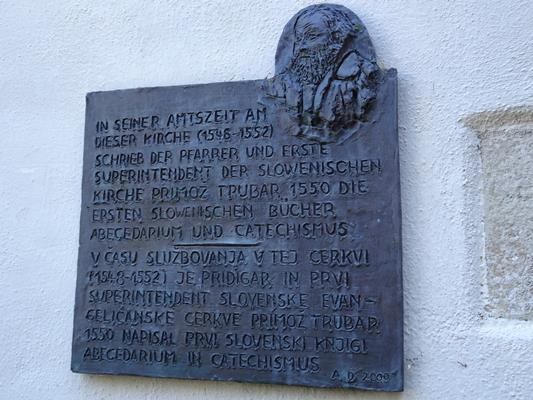 IN SEINER AMTSZEIT AM
DIESER KIRCHE (1548-1552)
SCHRIEB DER PFARRER UND ERSTE
SUPERINTENDENT DER SLOWENISCHEN
KIRCHE PRIMOŽ TRUBAR 1550 DIE
ERSTEN SLOWENISCHEN BÜCHER
ABECEDARIUM UND CATECHISMUS
V ČASU SLUŽBOVANJA V TEJ CERKVI
(1548-1552) JE PRIDIGAR IN PRVI
SUPERINTENDENT SLOVENSKE EVAN-
GELIČANSKE CERKVE PRIMOŽ TRUBAR
1550 NAPISAL PRVI SLOVENSKI KNJIGI
ABECEDARIUM IN CATECHISMUS
A. D. 2000